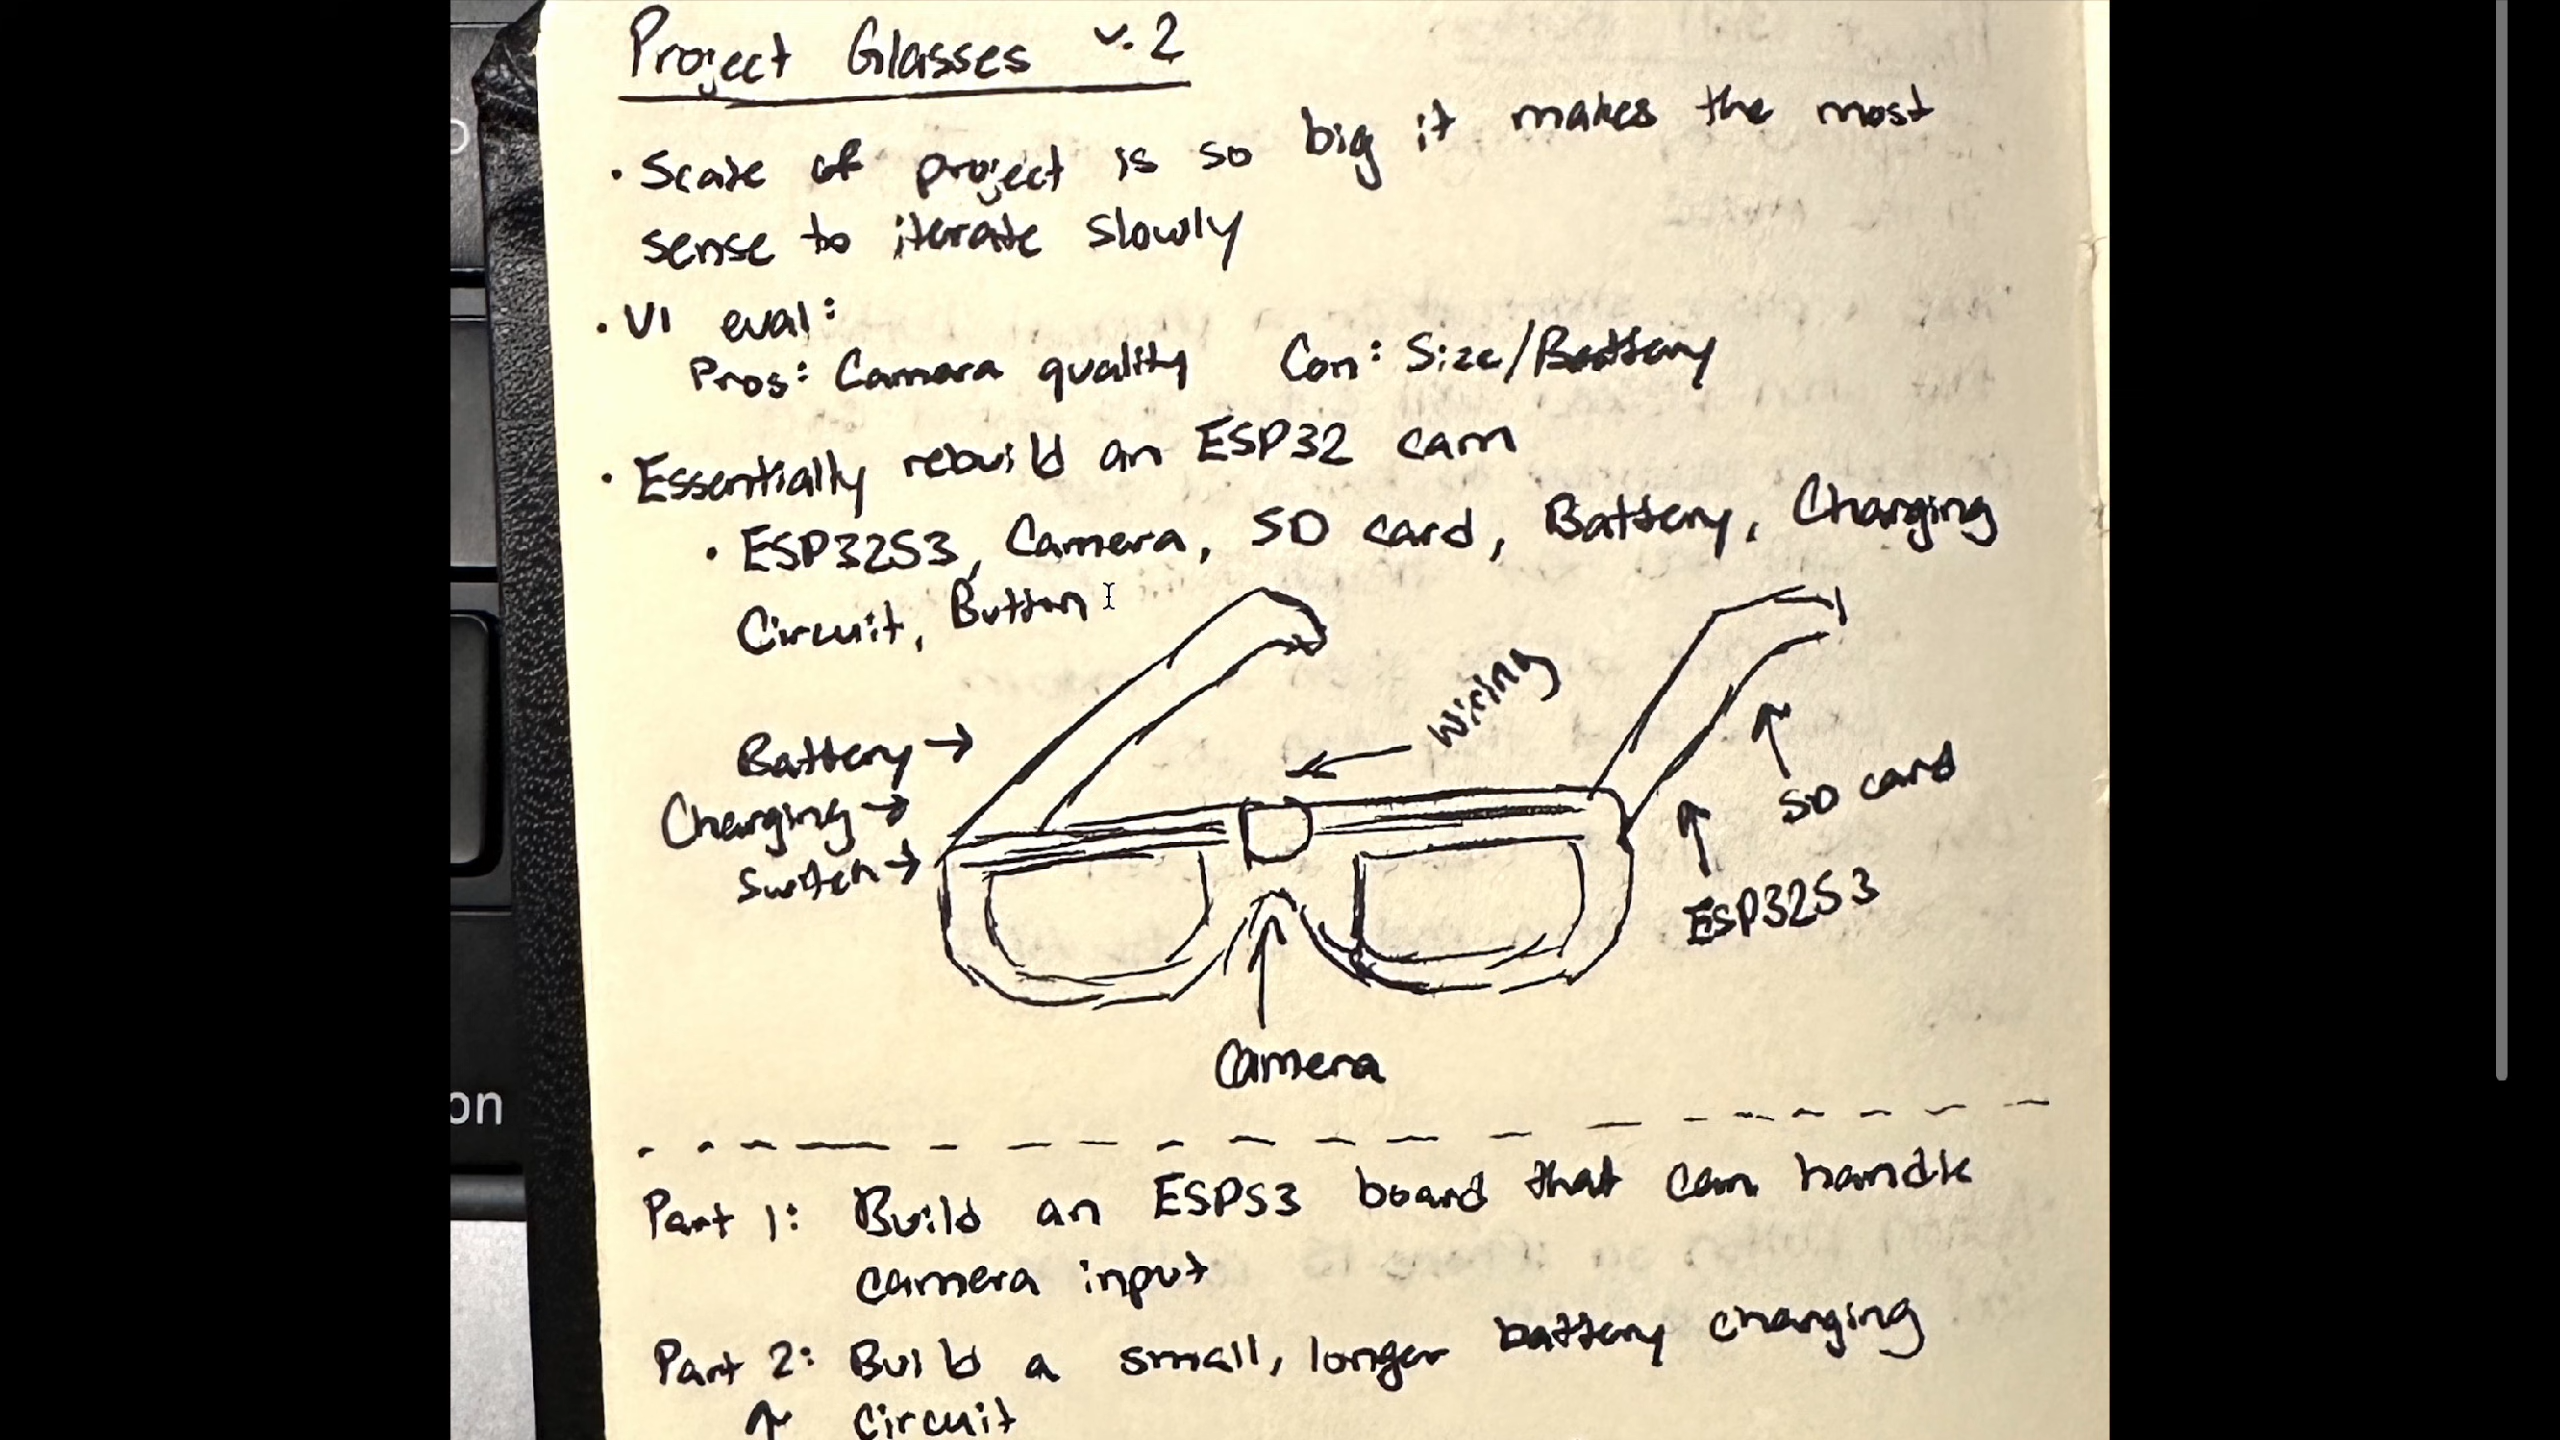 Project Glasses v.2
• Scale of project is so big it makes the most
sense to iterate slowly
• V1 eval:
Pros: Camara quality Con: Size/Battery
• Essentially rebuild an ESP32 cam
• ESP32S3, Camera, SD card, Battery, Charging
Circuit, Button
Wiring
Battery →
Charging →
Switch →
SD card
ESP32S3
Camera
Part 1: Build an ESPS3 board that can handle
camera input
Part 2: Build a small, longer battery charging
↑ circuit
on